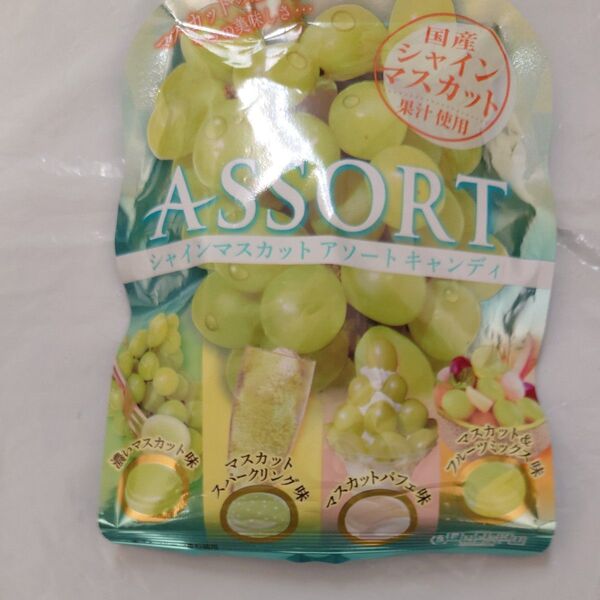 国産
シャイン
マスカット
果汁使用
ASSORT
シャインマスカット アソート キャンディ
濃いマスカット味
マスカット
スパークリング味
マスカットパフェ味
マスカット&
フルーツミックス味